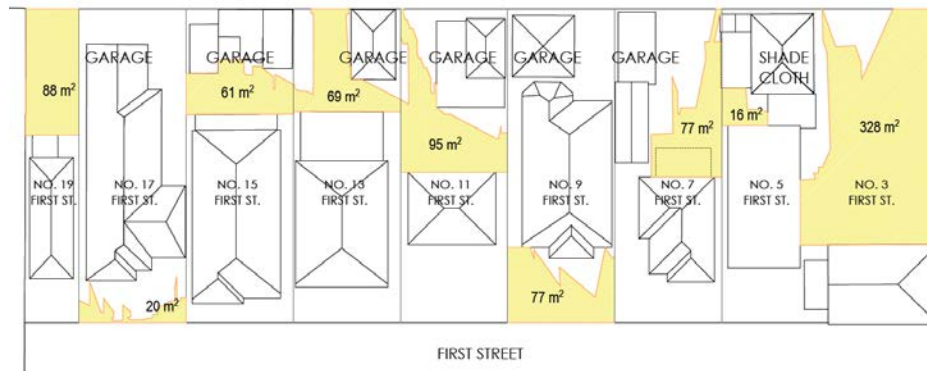 GARAGE
GARAGE
GARAGE
GARAGE
GARAGE
GARAGE
SHADE
CLOTH
88 m²
61 m²
69 m²
95 m²
77 m²
16 m²
328 m²
NO. 19
FIRST ST.
NO. 17
FIRST ST.
NO. 15
FIRST ST.
NO. 13
FIRST ST.
NO. 11
FIRST ST.
NO. 9
FIRST ST.
NO. 7
FIRST ST.
NO. 5
FIRST ST.
NO. 3
FIRST ST.
20 m²
77 m²
FIRST STREET